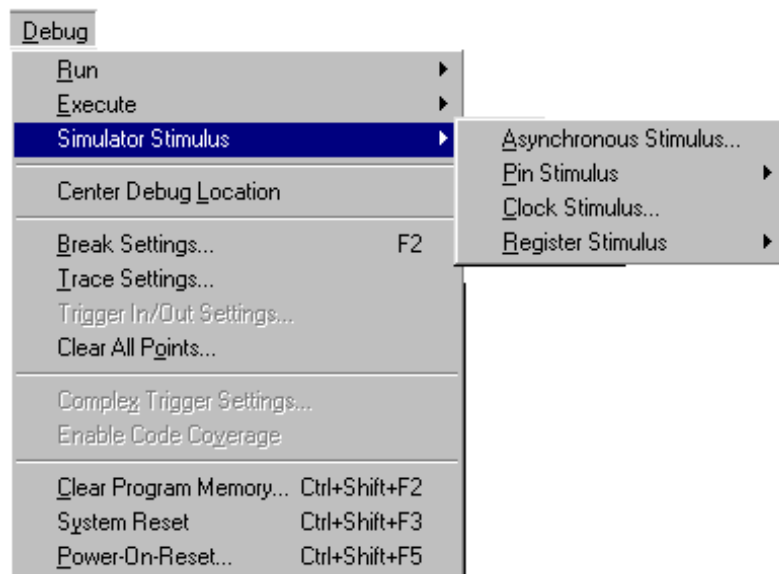 Debug
Run
Execute
Simulator Stimulus
Asynchronous Stimulus...
Pin Stimulus
Clock Stimulus...
Register Stimulus
Center Debug Location
Break Settings... F2
Trace Settings...
Trigger In/Out Settings...
Clear All Points...
Complex Trigger Settings...
Enable Code Coverage
Clear Program Memory... Ctrl+Shift+F2
System Reset Ctrl+Shift+F3
Power-On-Reset... Ctrl+Shift+F5